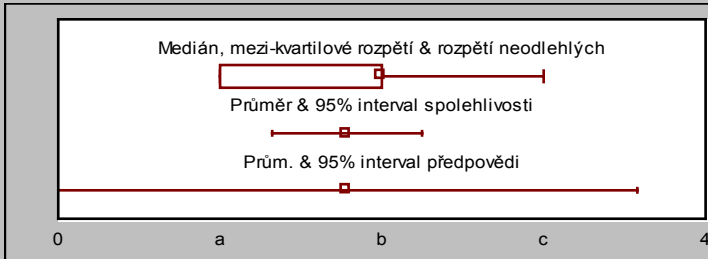 Medián, mezi-kvartilové rozpětí & rozpětí neodlehlých
Průměr & 95% interval spolehlivosti
Prům. & 95% interval předpovědi
0 a b c 4